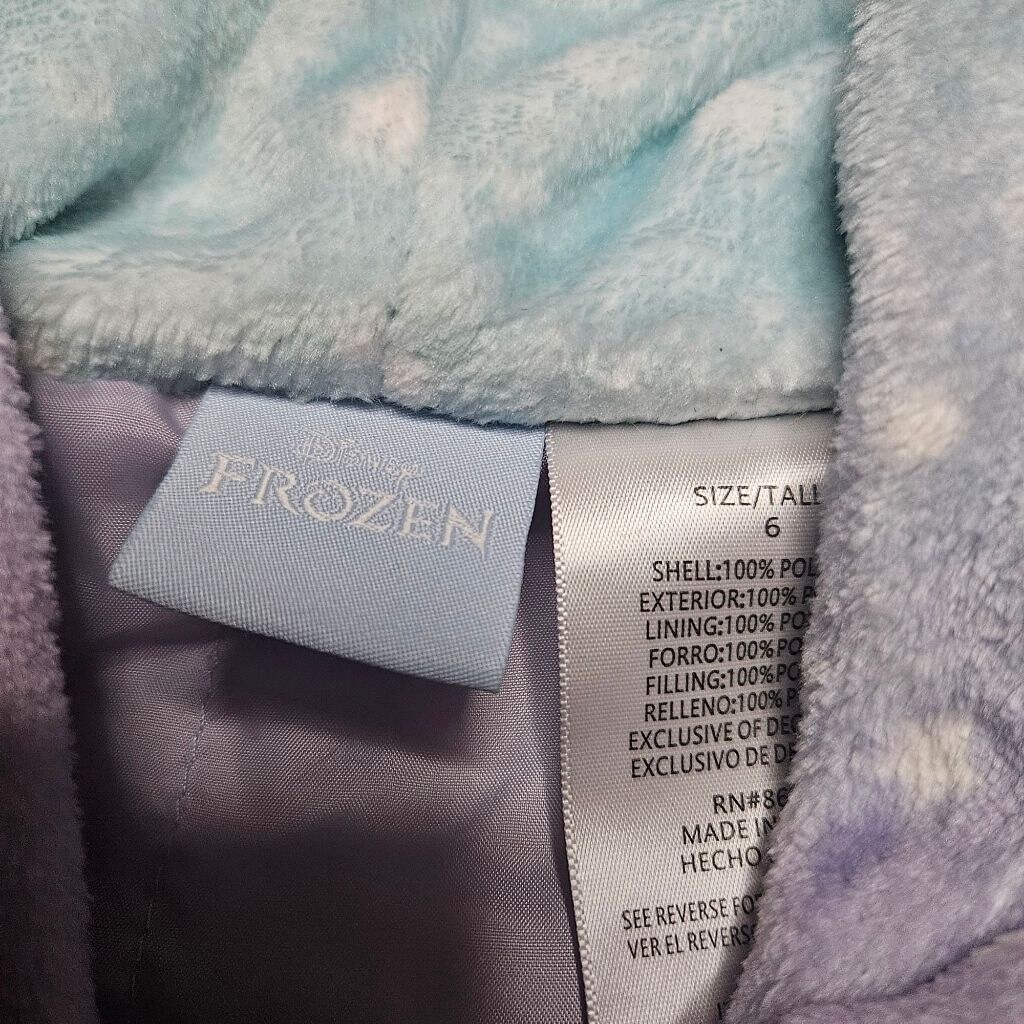 Disney
FROZEN
SIZE/TALL
6
SHELL:100% POL
EXTERIOR:100% P
LINING:100% PO
FORRO:100% PO
FILLING:100% P
RELLENO:100% P
EXCLUSIVE OF DEC
EXCLUSIVO DE DE
RN#86
MADE IN
HECHO
SEE REVERSE FO
VER EL REVERS